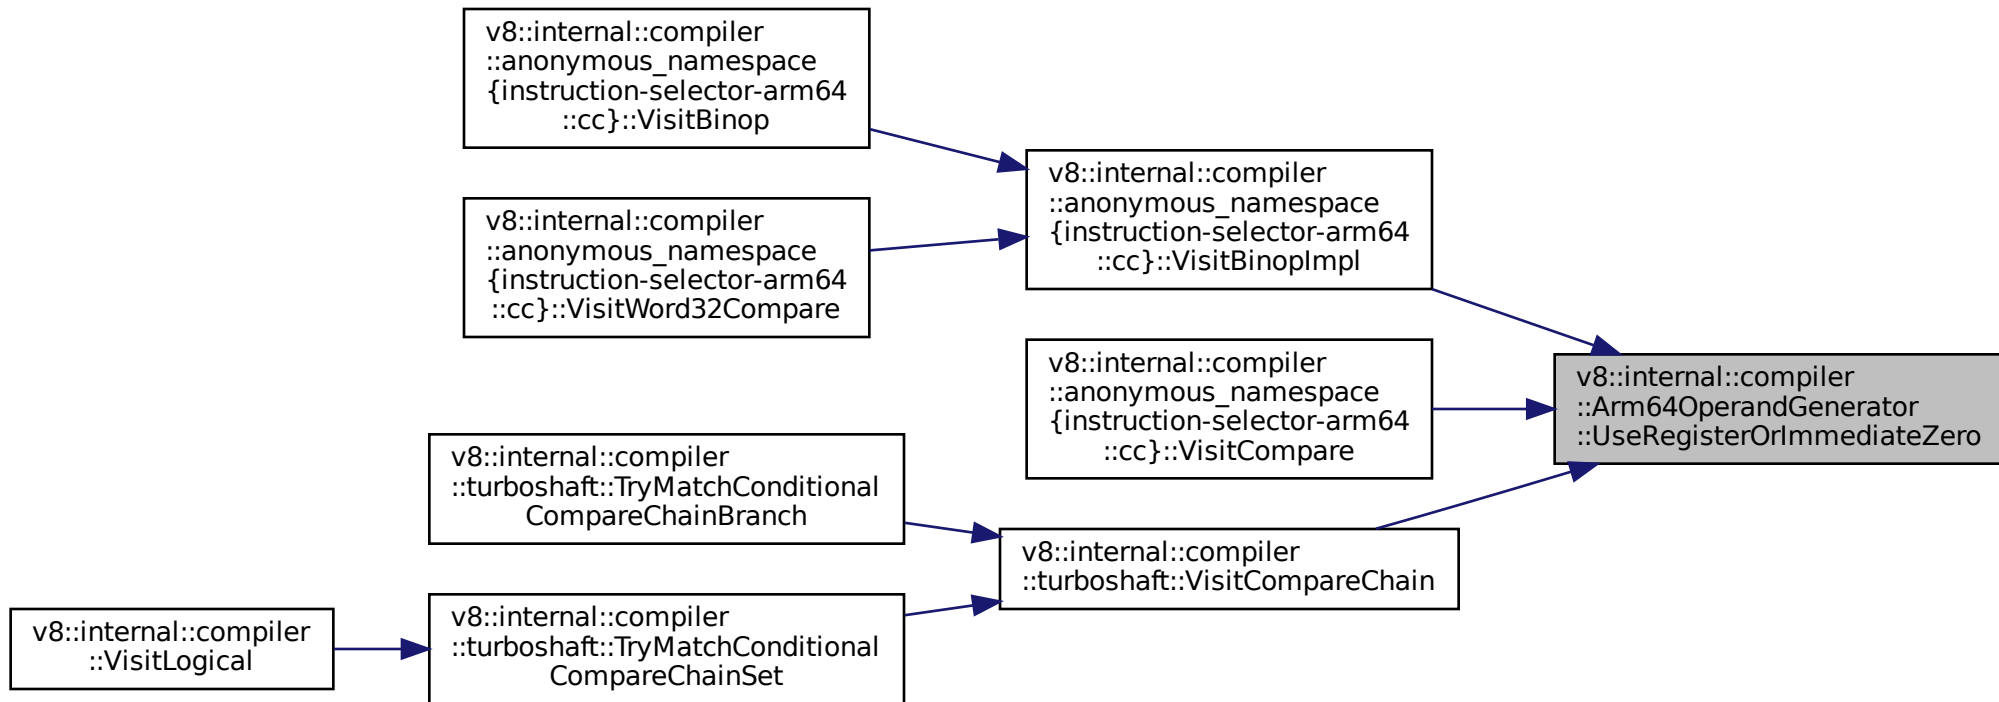 v8::internal::compiler
::anonymous_namespace
{instruction-selector-arm64
::cc}::VisitBinop
v8::internal::compiler
::anonymous_namespace
{instruction-selector-arm64
::cc}::VisitWord32Compare
v8::internal::compiler
::anonymous_namespace
{instruction-selector-arm64
::cc}::VisitBinopImpl
v8::internal::compiler
::anonymous_namespace
{instruction-selector-arm64
::cc}::VisitCompare
v8::internal::compiler
::Arm64OperandGenerator
::UseRegisterOrImmediateZero
v8::internal::compiler
::turboshaft::TryMatchConditional
CompareChainBranch
v8::internal::compiler
::turboshaft::VisitCompareChain
v8::internal::compiler
::turboshaft::TryMatchConditional
CompareChainSet
v8::internal::compiler
::VisitLogical